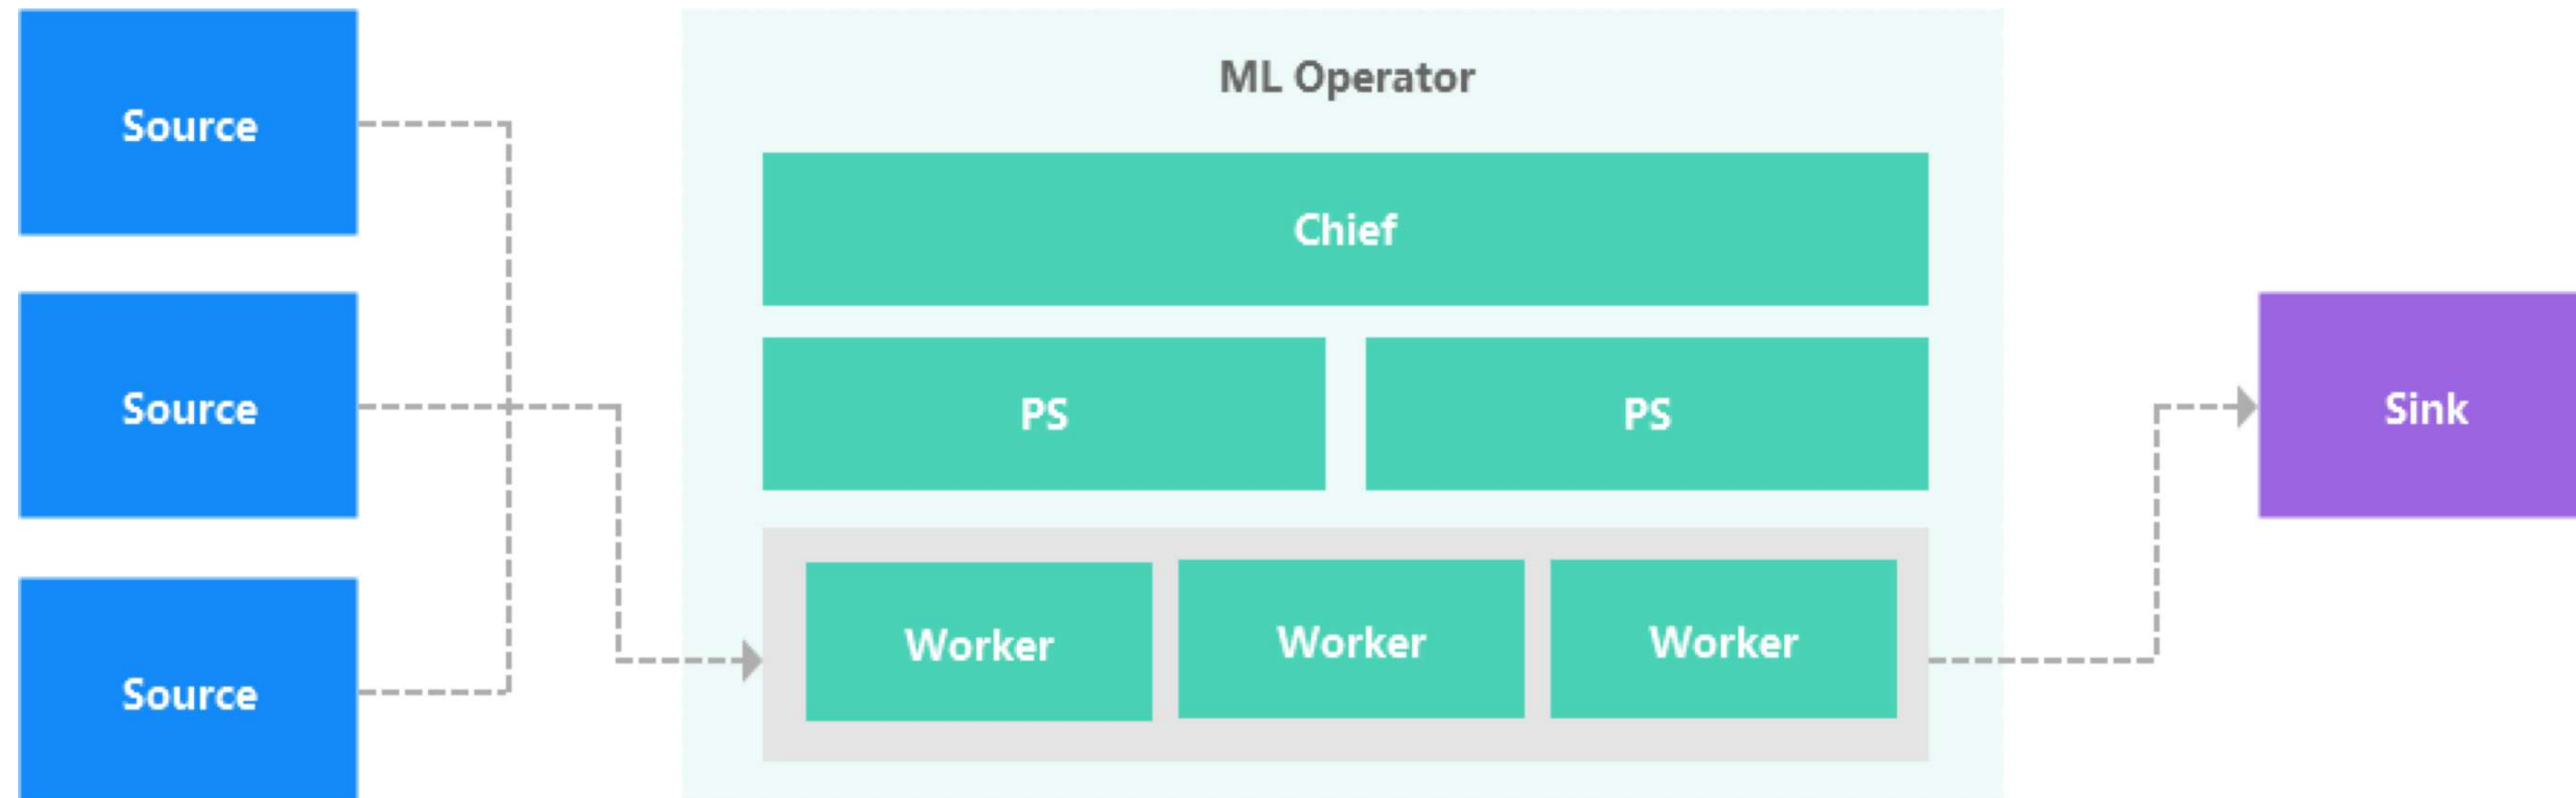 Source
Source
Source
ML Operator
Chief
PS PS
Worker Worker Worker
Sink